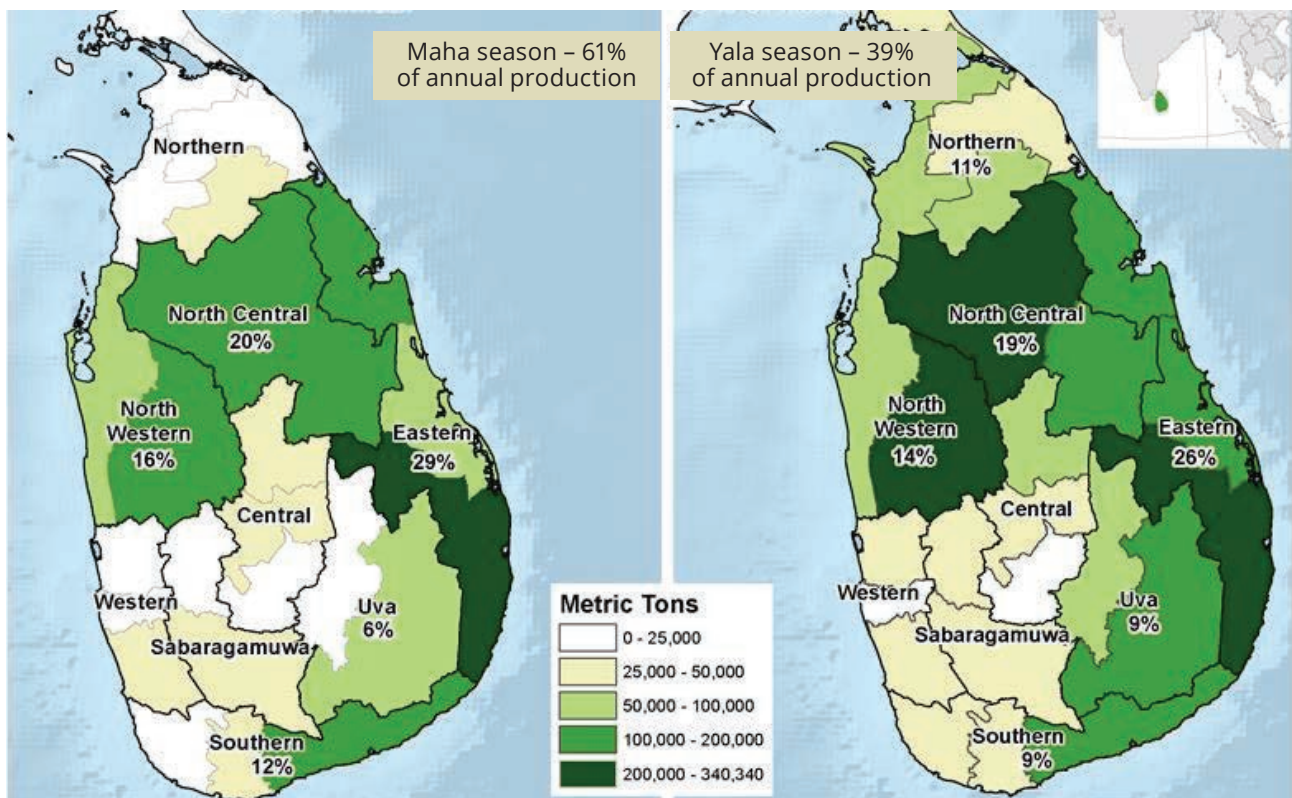 Maha season – 61%
of annual production
Northern
North Central
20%
North
Western
16%
Eastern
29%
Central
Western
Uva
6%
Sabaragamuwa
Southern
12%
Yala season – 39%
of annual production
Northern
11%
North Central
19%
North
Western
14%
Eastern
26%
Central
Western
Uva
9%
Sabaragamuwa
Southern
9%
Metric Tons
0 - 25,000
25,000 - 50,000
50,000 - 100,000
100,000 - 200,000
200,000 - 340,340